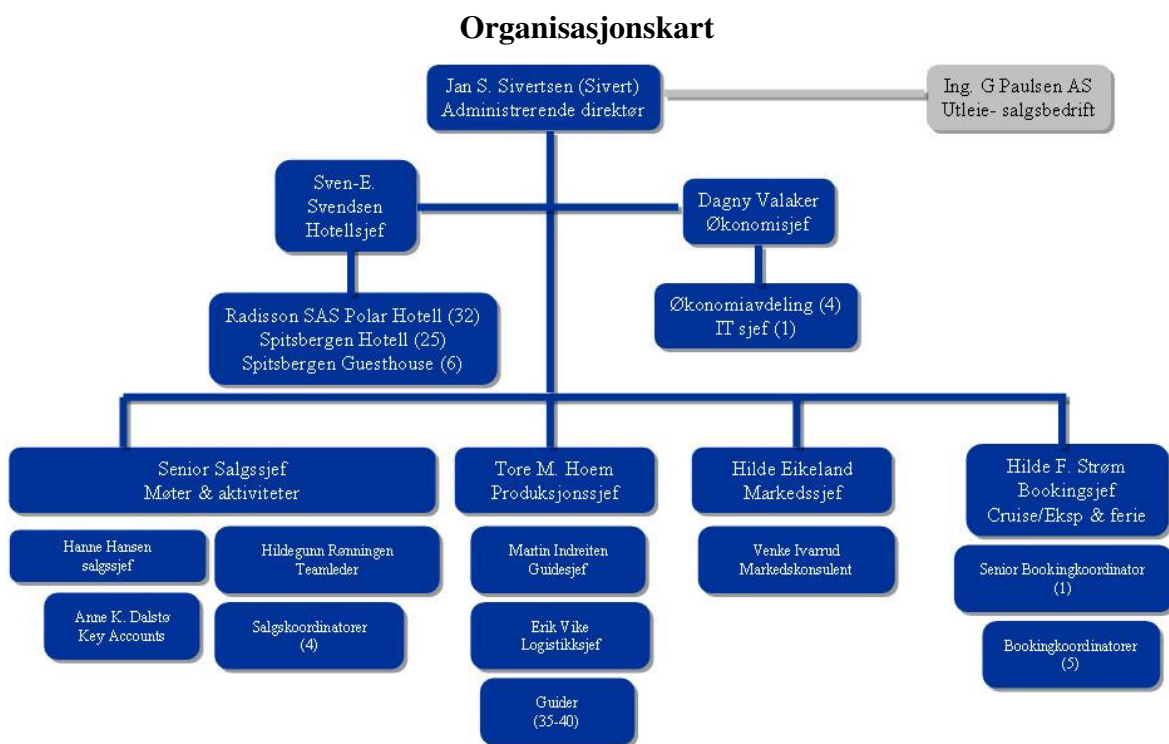 Organisasjonskart
Jan S. Sivertsen (Sivert)
Administrerende direktør
Ing. G Paulsen AS
Utleie- salgsbedrift
Sven-E.
Svendsen
Hotellsjef
Dagny Valaker
Økonomisjef
Radisson SAS Polar Hotell (32)
Spitsbergen Hotell (25)
Spitsbergen Guesthouse (6)
Økonomiavdeling (4)
IT sjef (1)
Senior Salgssjef
Møter & aktiviteter
Tore M. Hoem
Produksjonssjef
Hilde Eikeland
Markedssjef
Hilde F. Strøm
Bookingsjef
Cruise/Eksp & ferie
Hanne Hansen
salgssjef
Hildegunn Rønningen
Teamleder
Martin Indreiten
Guidesjef
Venke Ivarrud
Markedskonsulent
Senior Bookingkoordinator
(1)
Anne K. Dalstø
Key Accounts
Salgskoordinatorer
(4)
Erik Vike
Logistikksjef
Bookingkoordinatorer
(5)
Guider
(35-40)